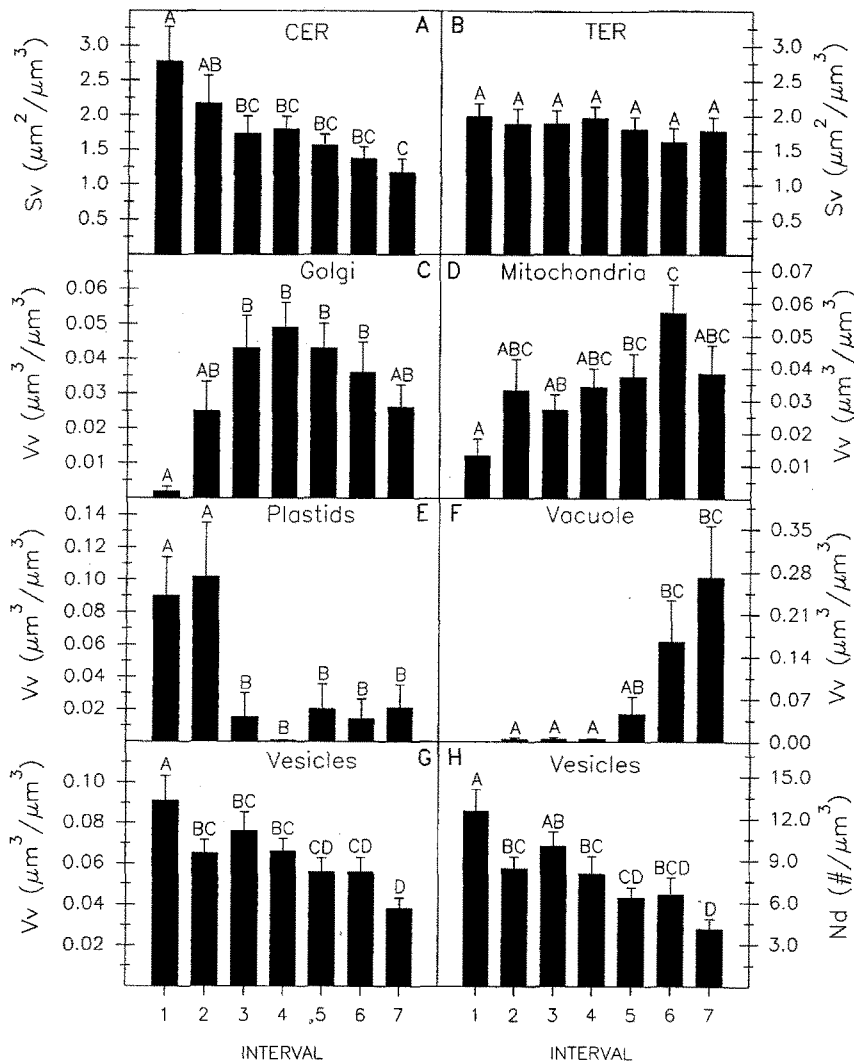 CER A
Sv (μm²/μm³)
3.0
2.5
2.0
1.5
1.0
0.5
A AB BC BC BC BC C
B TER
Sv (μm²/μm³)
3.0
2.5
2.0
1.5
1.0
0.5
A A A A A A A
Golgi C
Vv (μm³/μm³)
0.06
0.05
0.04
0.03
0.02
0.01
A AB B B B B AB
D Mitochondria
Vv (μm³/μm³)
0.07
0.06
0.05
0.04
0.03
0.02
0.01
A ABC AB ABC BC C ABC
Plastids E
Vv (μm³/μm³)
0.14
0.12
0.10
0.08
0.06
0.04
0.02
A A B B B B B
F Vacuole
Vv (μm³/μm³)
0.35
0.28
0.21
0.14
0.07
0.00
A A A AB BC BC
Vesicles G
Vv (μm³/μm³)
0.10
0.08
0.06
0.04
0.02
A BC BC BC CD CD D
H Vesicles
Nd (#/μm³)
15.0
12.0
9.0
6.0
3.0
A BC AB BC CD BCD D
1 2 3 4 5 6 7
INTERVAL
1 2 3 4 5 6 7
INTERVAL